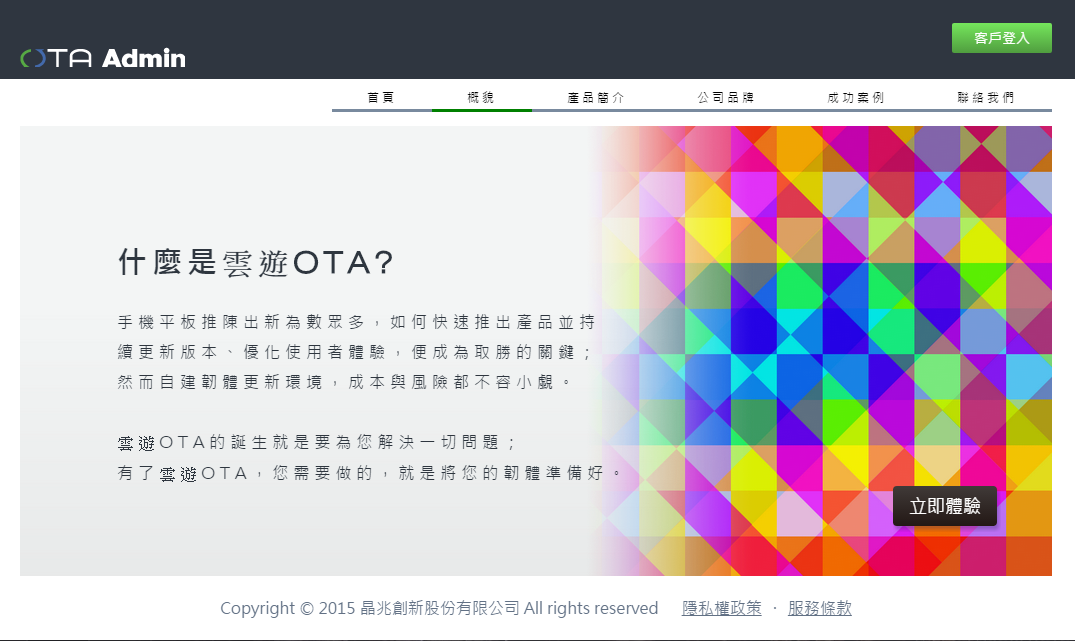 OTA Admin
客戶登入
首頁 概貌 產品簡介 公司品牌 成功案例 聯絡我們
什麼是雲遊OTA?
手機平板推陳出新為數眾多，如何快速推出產品並持
續更新版本、優化使用者體驗，便成為取勝的關鍵；
然而自建韌體更新環境，成本與風險都不容小覷。
雲遊OTA的誕生就是要為您解決一切問題；
有了雲遊OTA，您需要做的，就是將您的韌體準備好。
立即體驗
Copyright © 2015 晶兆創新股份有限公司 All rights reserved 隱私權政策 · 服務條款